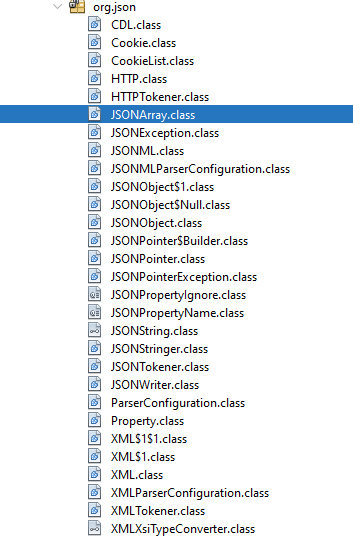 org.json
CDL.class
Cookie.class
CookieList.class
HTTP.class
HTTPTokener.class
JSONArray.class
JSONException.class
JSONML.class
JSONMLParserConfiguration.class
JSONObject$1.class
JSONObject$Null.class
JSONObject.class
JSONPointer$Builder.class
JSONPointer.class
JSONPointerException.class
JSONPropertyIgnore.class
JSONPropertyName.class
JSONString.class
JSONStringer.class
JSONTokener.class
JSONWriter.class
ParserConfiguration.class
Property.class
XML$1$1.class
XML$1.class
XML.class
XMLParserConfiguration.class
XMLTokener.class
XMLXsiTypeConverter.class